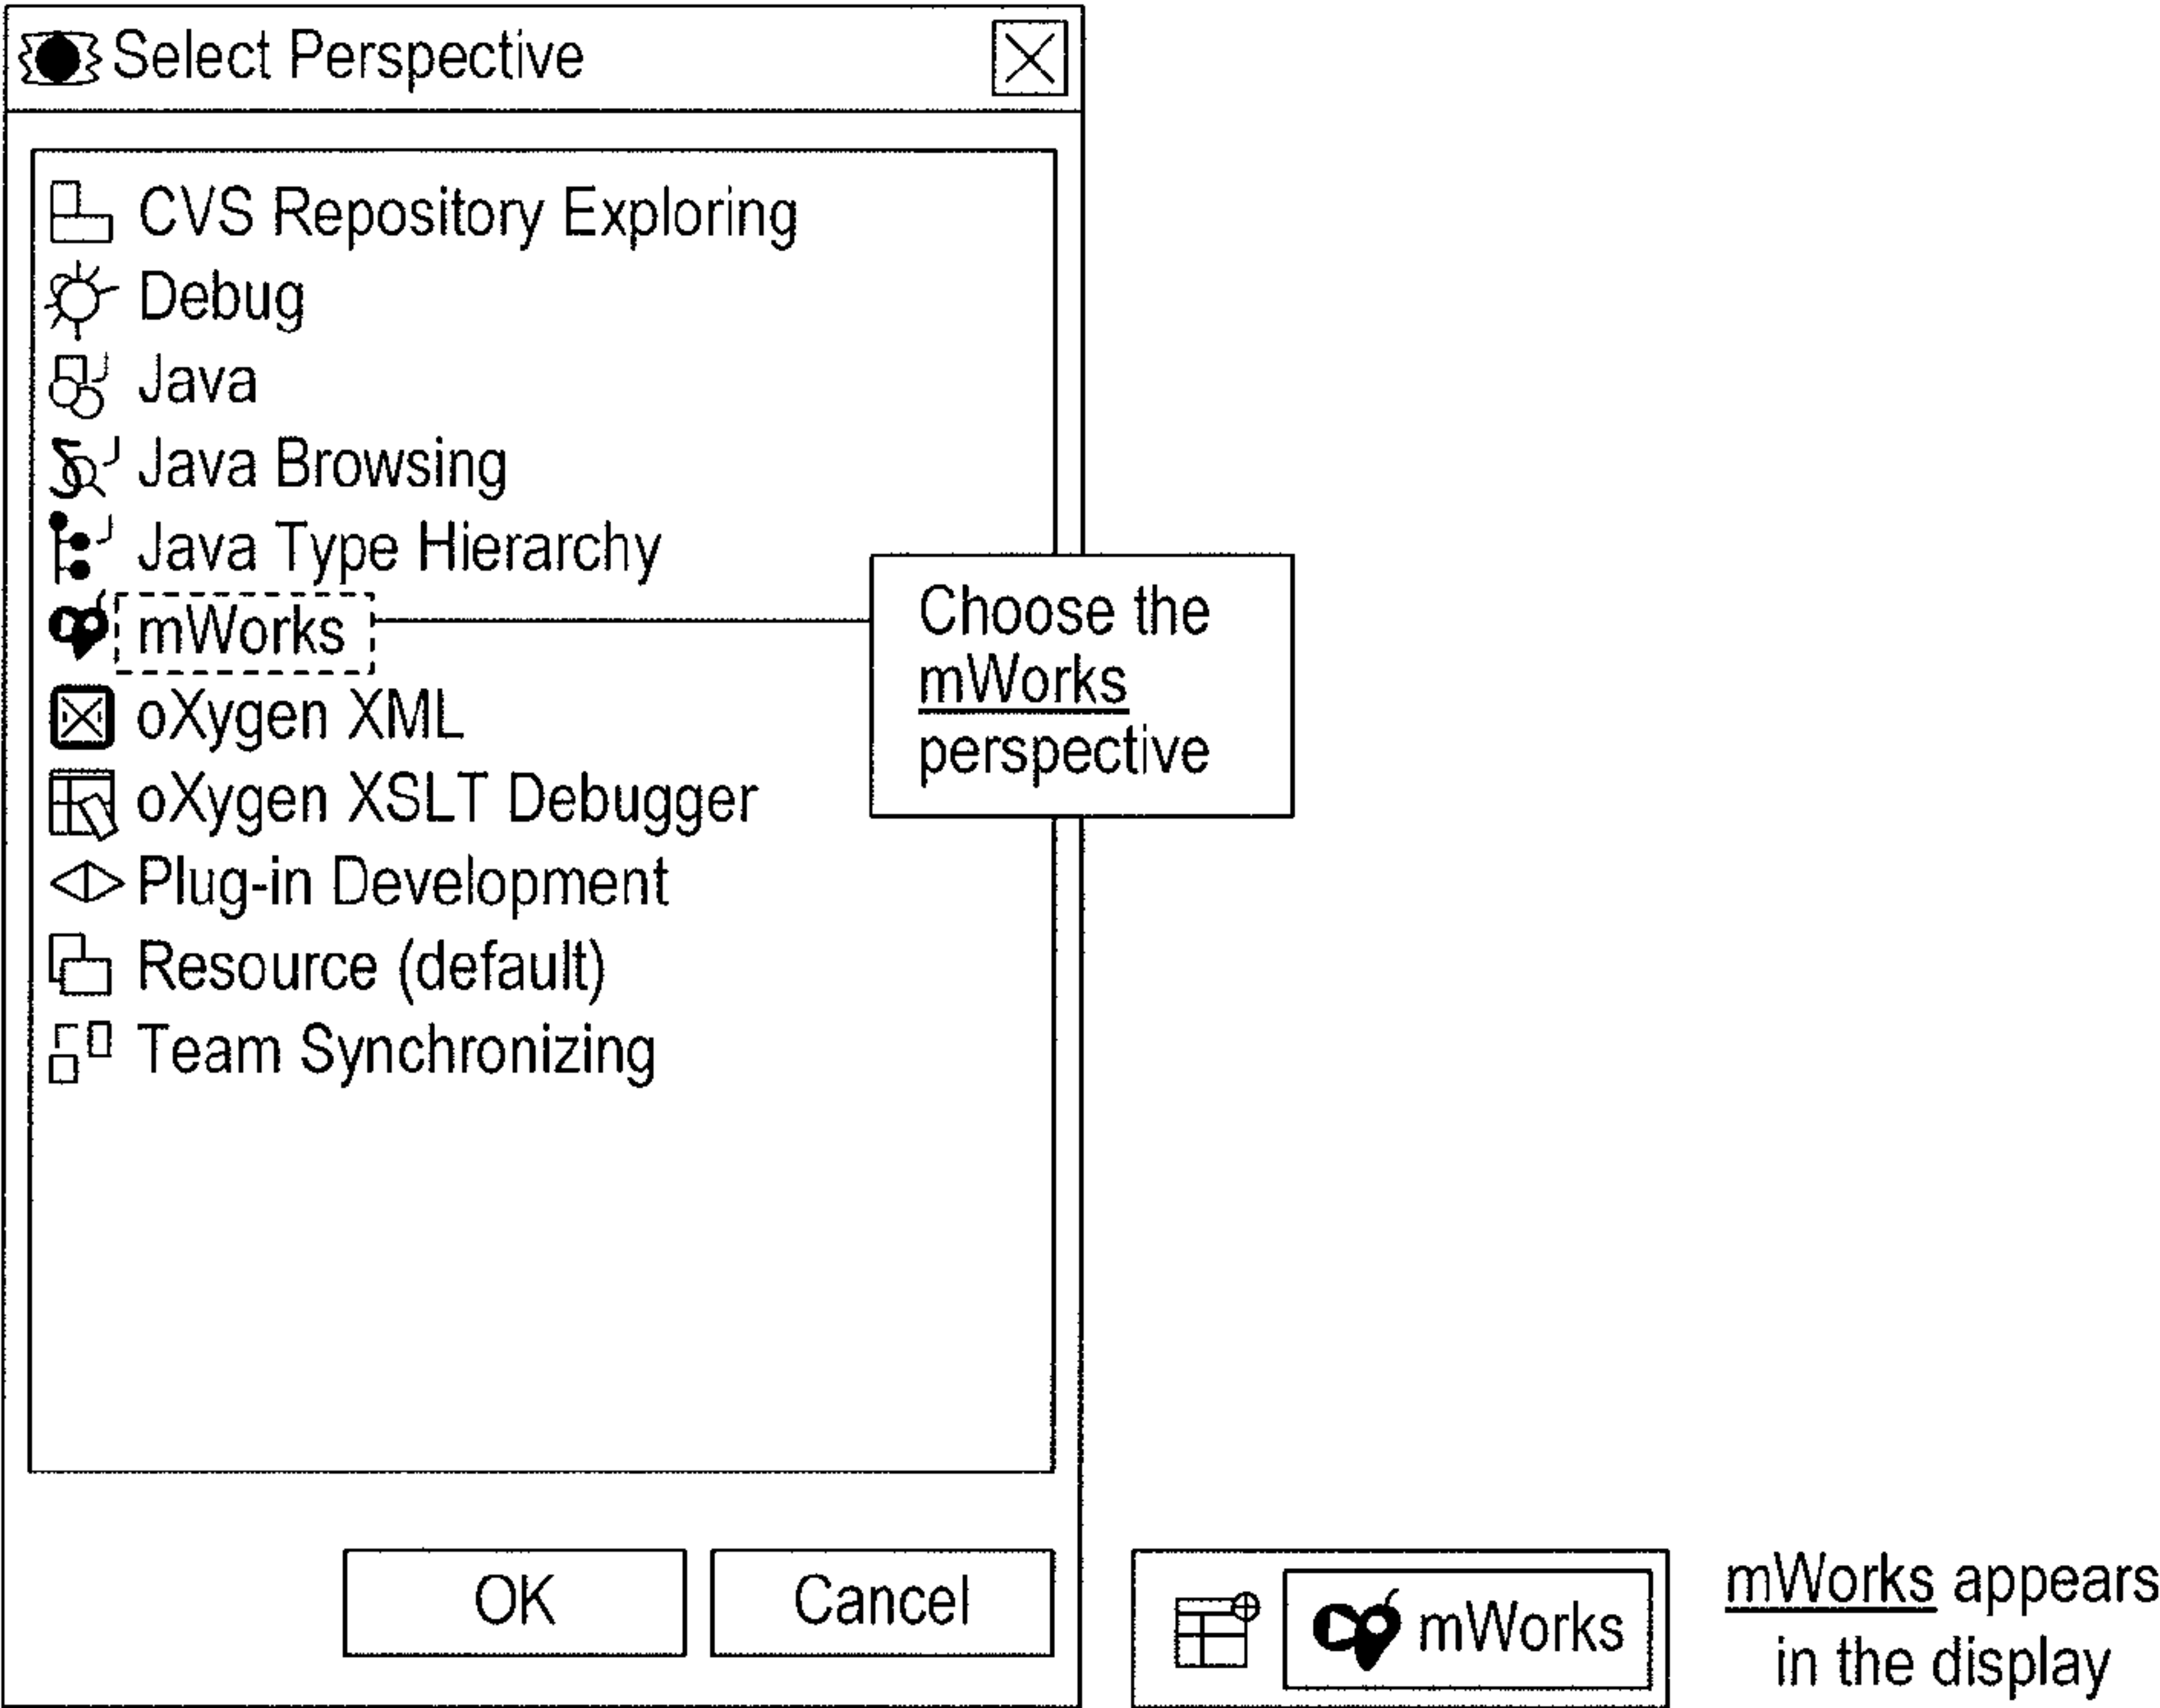 Select Perspective
CVS Repository Exploring
Debug
Java
Java Browsing
Java Type Hierarchy
mWorks
Choose the
mWorks
perspective
oXygen XML
oXygen XSLT Debugger
Plug-in Development
Resource (default)
Team Synchronizing
OK
Cancel
mWorks
mWorks appears
in the display